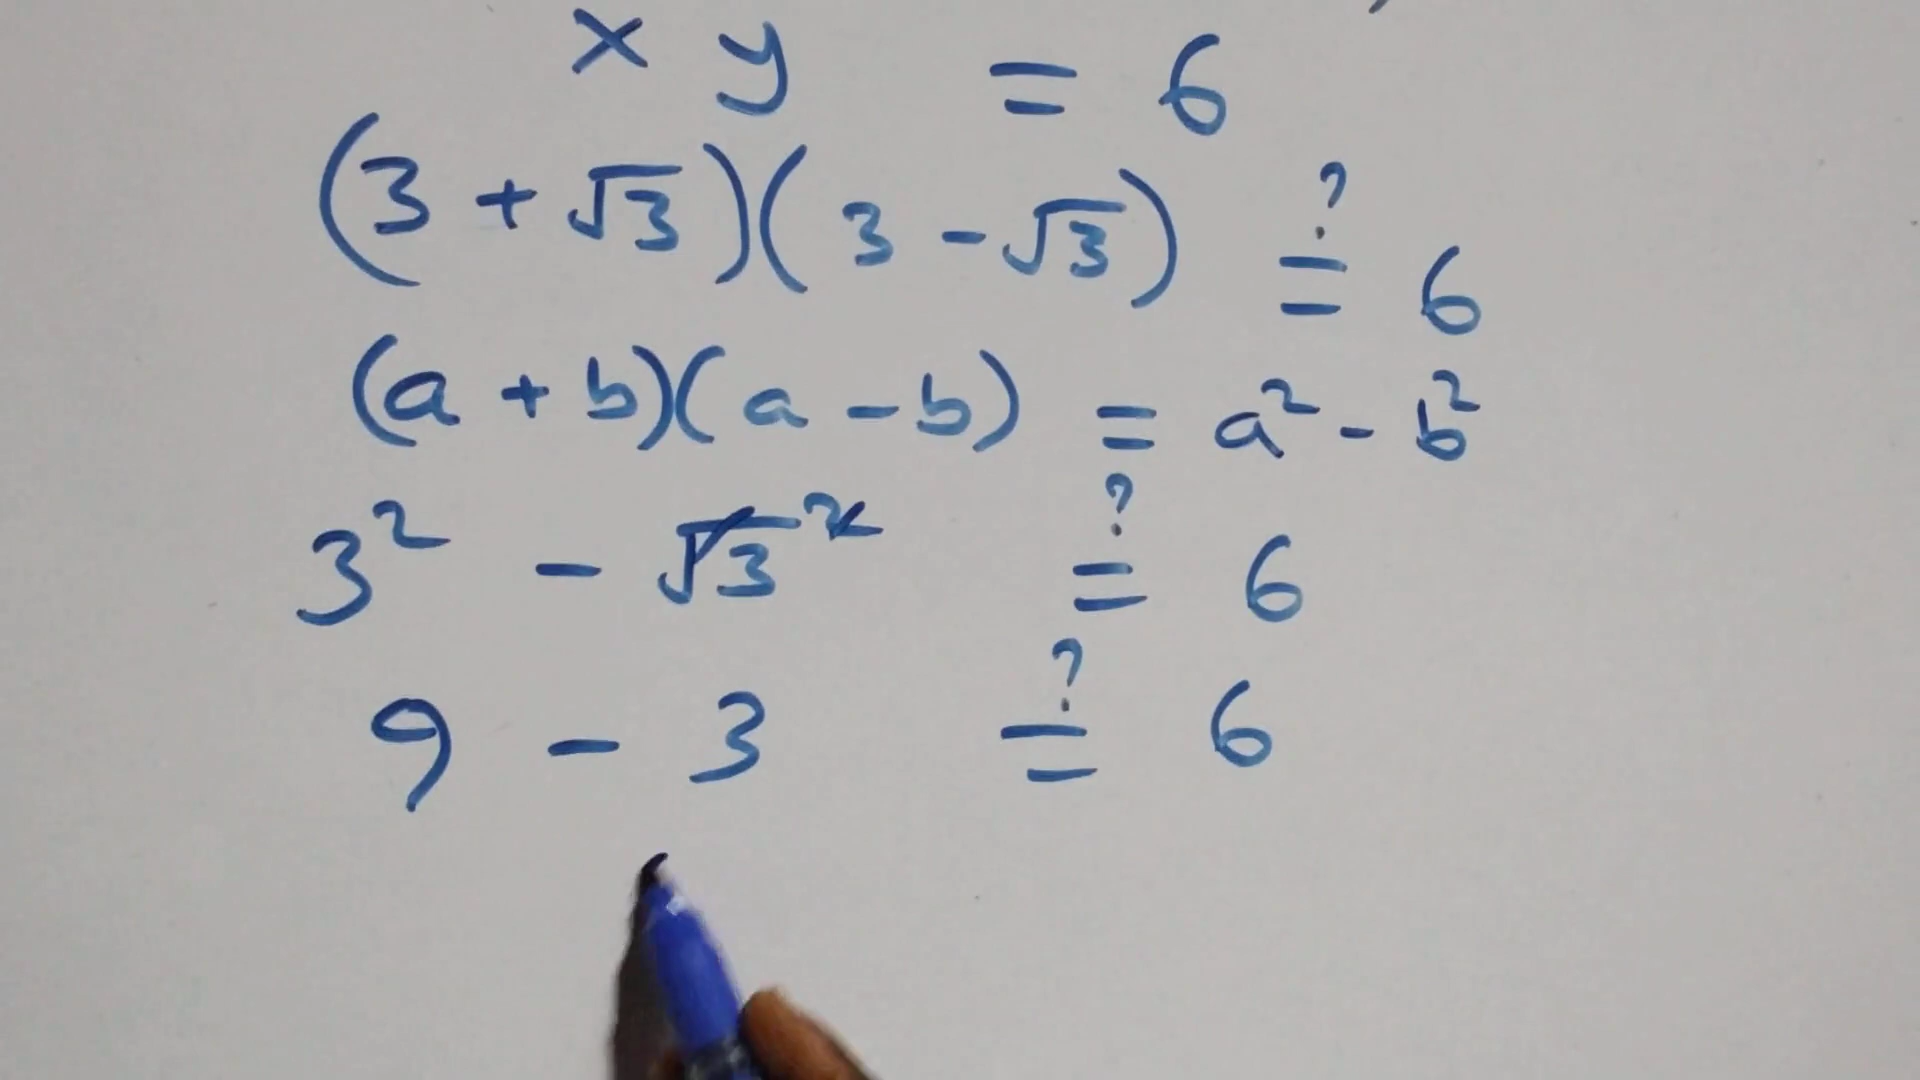 x y = 6
(3 + √3)(3 - √3) ≟ 6
(a + b)(a - b) = a² - b²
3² - √3² ≟ 6
9 - 3 ≟ 6